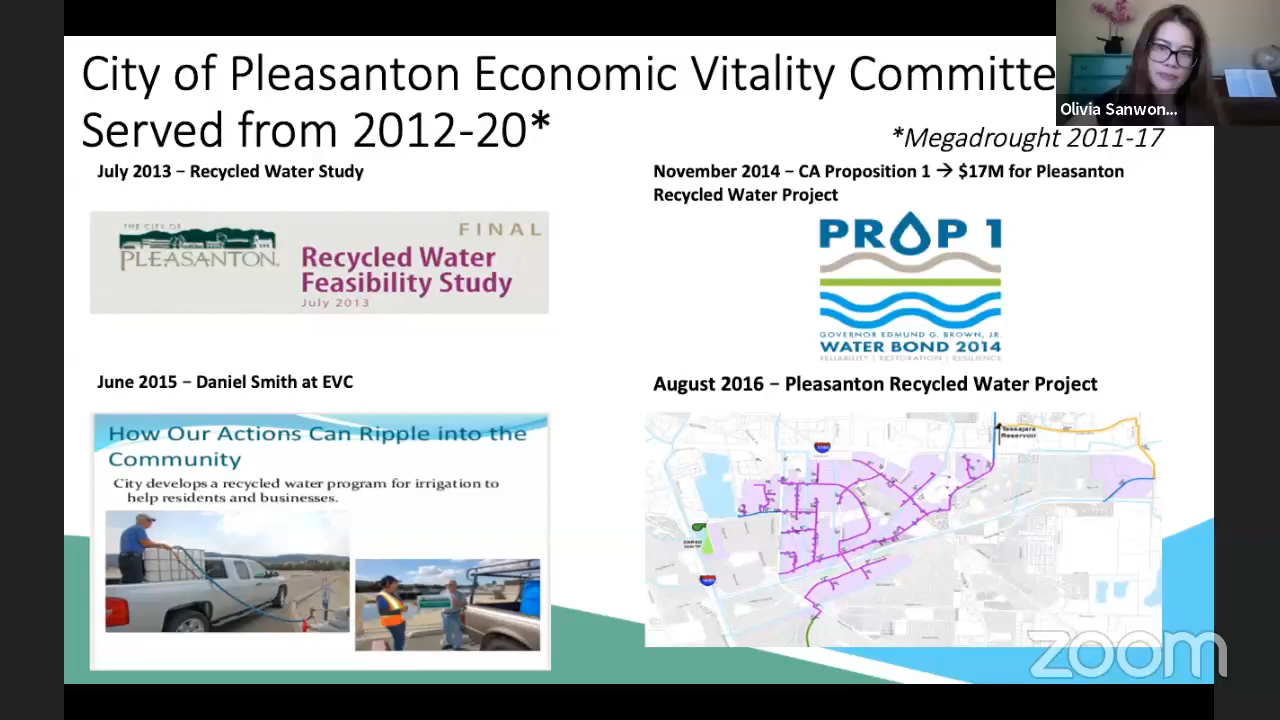 City of Pleasanton Economic Vitality Committe
Served from 2012-20*
Olivia Sanwon...
*Megadrought 2011-17
July 2013 – Recycled Water Study
THE CITY OF
PLEASANTON.
FINAL
Recycled Water
Feasibility Study
July 2013
November 2014 – CA Proposition 1 → $17M for Pleasanton
Recycled Water Project
PROP 1
GOVERNOR EDMUND G. BROWN, JR.
WATER BOND 2014
RELIABILITY | RESTORATION | RESILIENCE
June 2015 – Daniel Smith at EVC
How Our Actions Can Ripple into the
Community
City develops a recycled water program for irrigation to
help residents and businesses.
August 2016 – Pleasanton Recycled Water Project
Tassajara
Reservoir
zoom